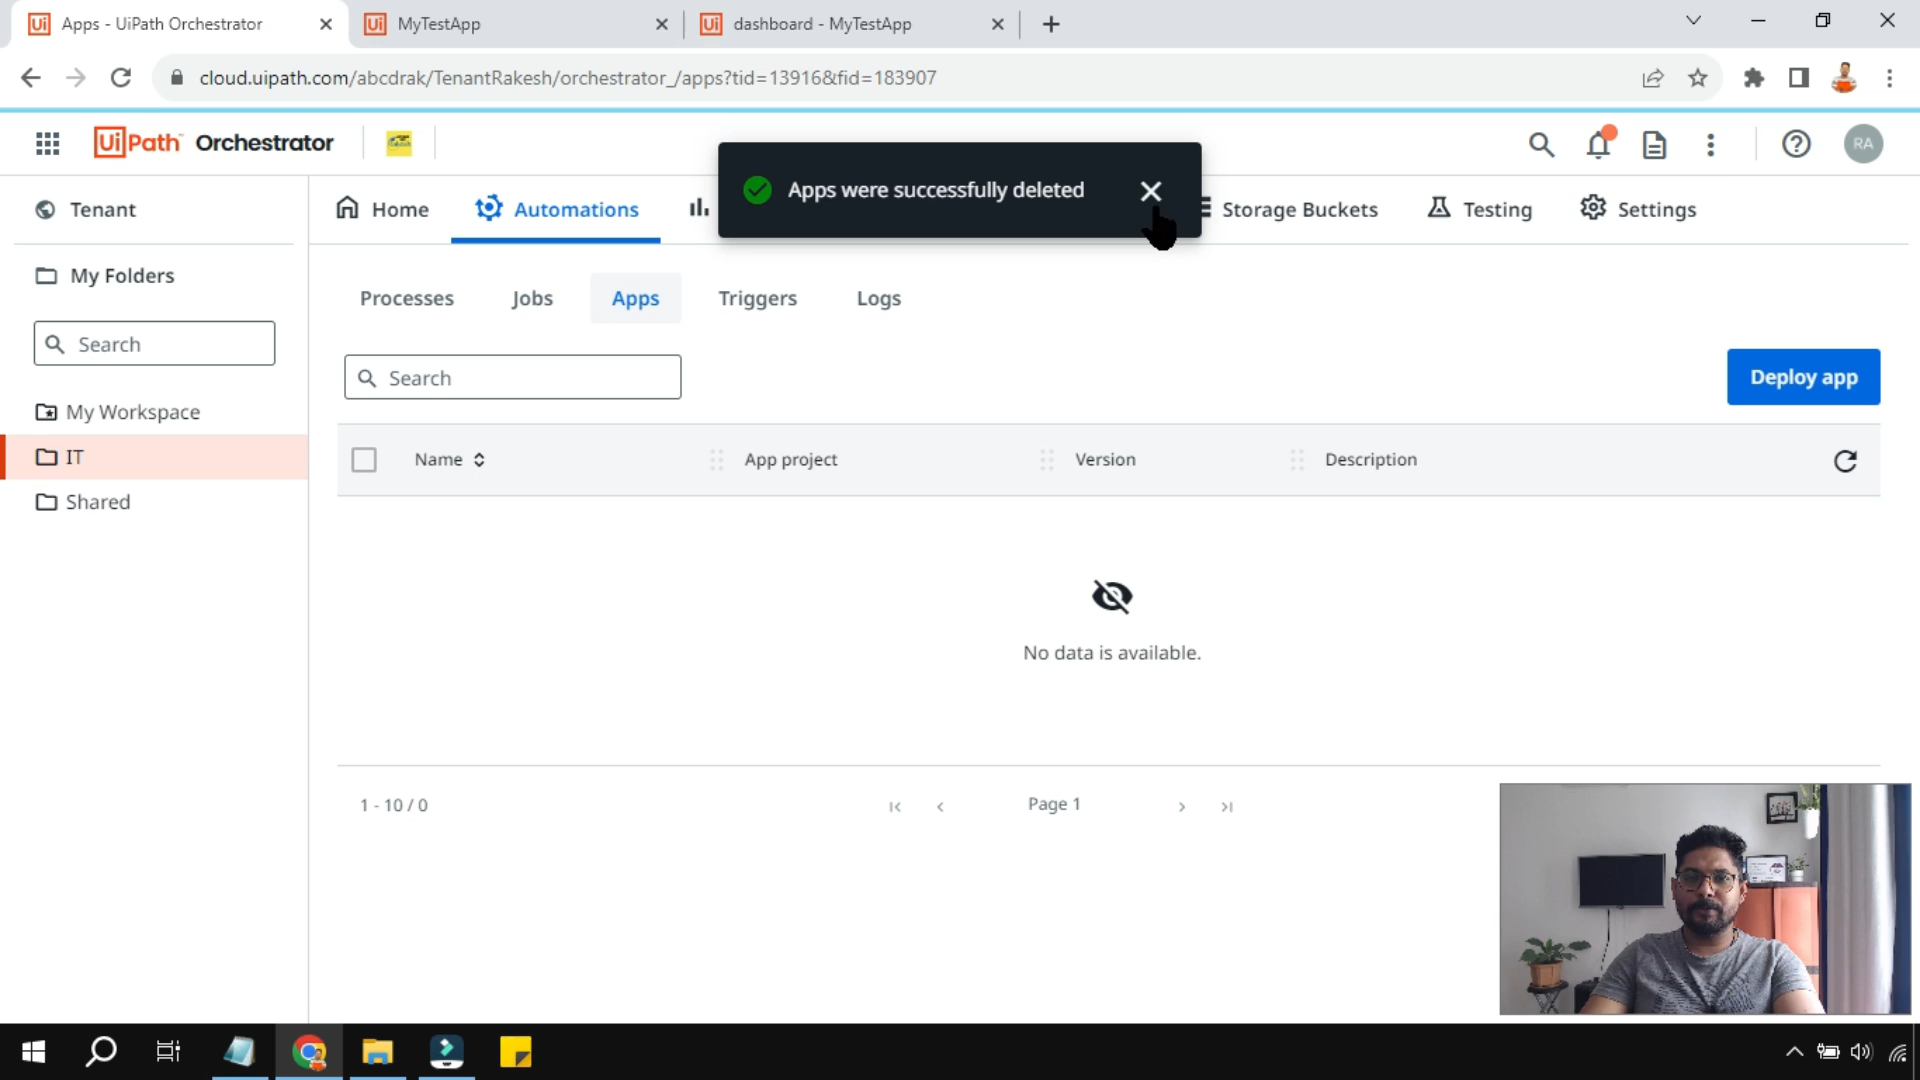 Apps - UiPath Orchestrator
MyTestApp
dashboard - MyTestApp
cloud.uipath.com/abcdrak/TenantRakesh/orchestrator_/apps?tid=13916&fid=183907
UiPath Orchestrator
RA
Apps were successfully deleted
Tenant
Home
Automations
Storage Buckets
Testing
Settings
My Folders
Processes
Jobs
Apps
Triggers
Logs
Search
Search
Deploy app
My Workspace
IT
Shared
Name
App project
Version
Description
No data is available.
1 - 10 / 0
Page 1